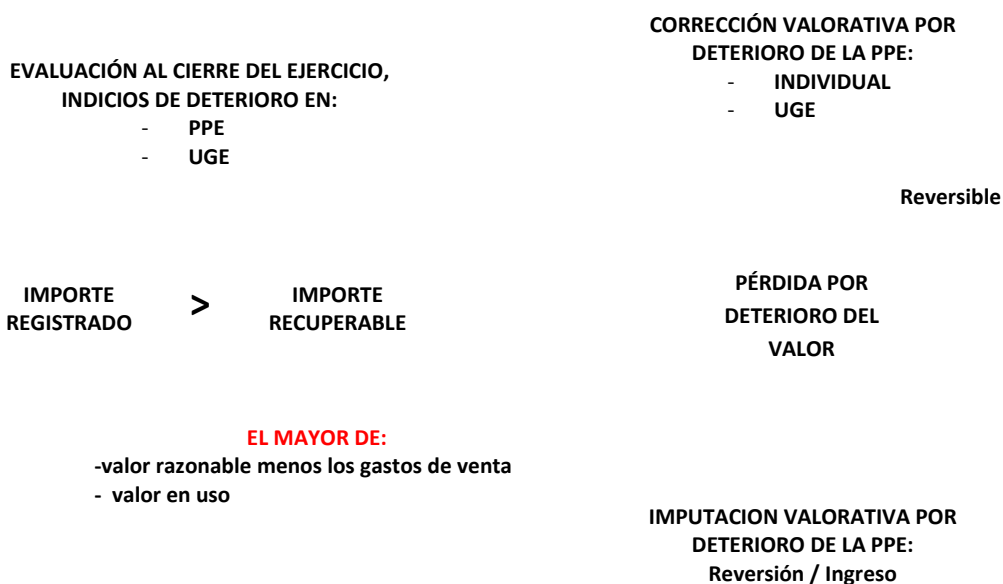 EVALUACIÓN AL CIERRE DEL EJERCICIO,
INDICIOS DE DETERIORO EN:
- PPE
- UGE
CORRECCIÓN VALORATIVA POR
DETERIORO DE LA PPE:
- INDIVIDUAL
- UGE
Reversible
IMPORTE
REGISTRADO
>
IMPORTE
RECUPERABLE
PÉRDIDA POR
DETERIORO DEL
VALOR
EL MAYOR DE:
-valor razonable menos los gastos de venta
- valor en uso
IMPUTACION VALORATIVA POR
DETERIORO DE LA PPE:
Reversión / Ingreso